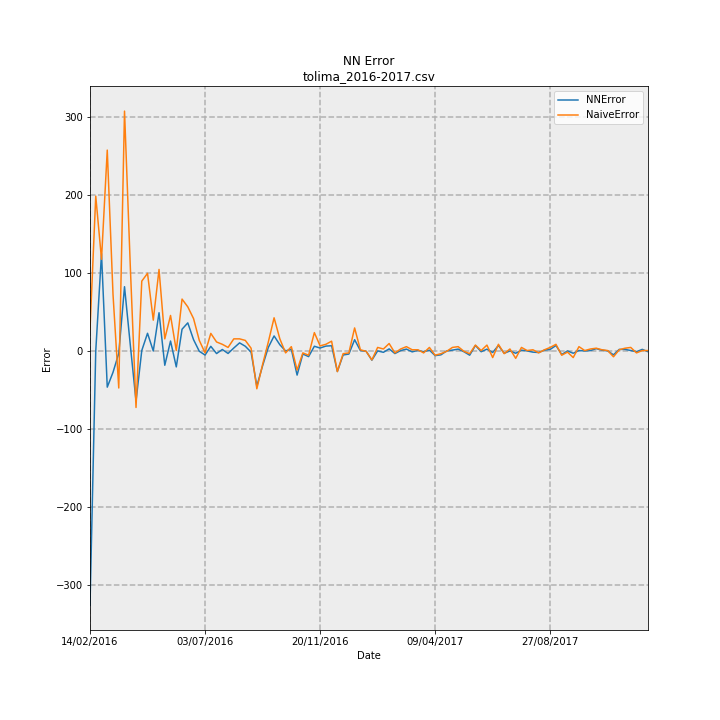 NN Error
tolima_2016-2017.csv
NNError
NaiveError
300
200
100
0
−100
−200
−300
Error
14/02/2016
03/07/2016
20/11/2016
09/04/2017
27/08/2017
Date